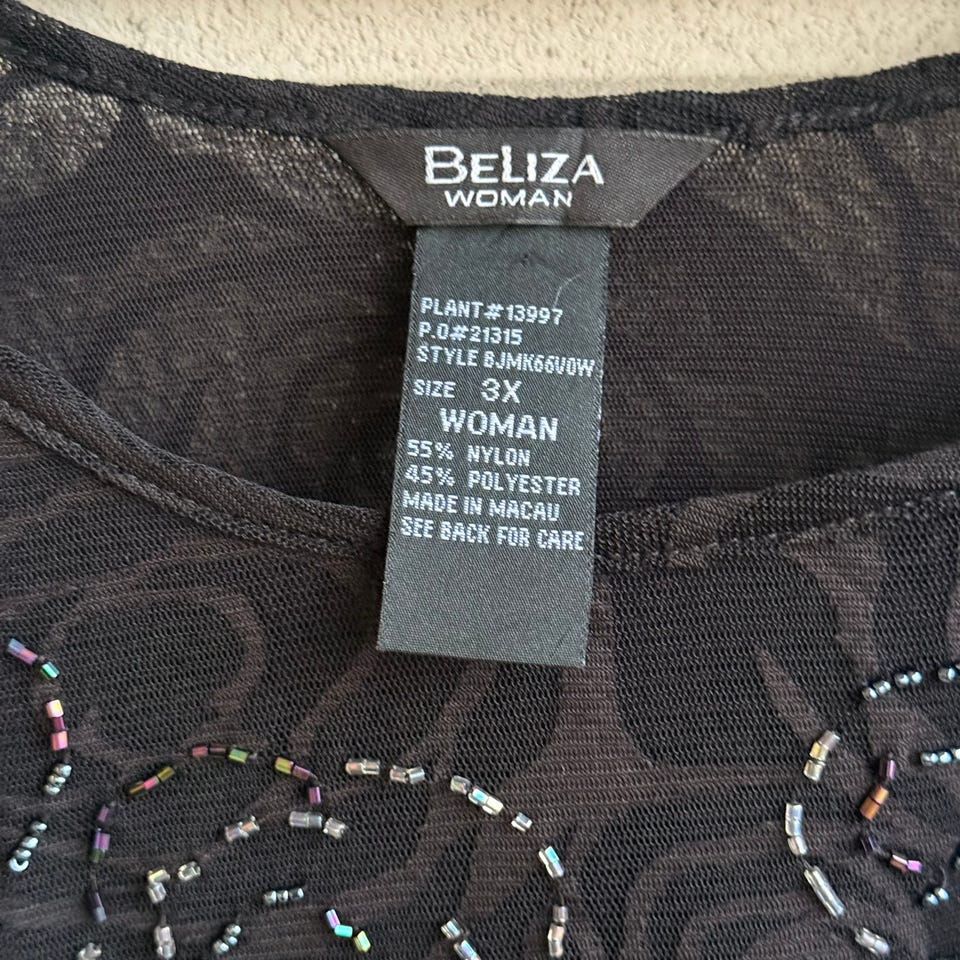 BELIZA
WOMAN
PLANT#13997
P.O#21315
STYLE BJMK66V0W
SIZE 3X
WOMAN
55% NYLON
45% POLYESTER
MADE IN MACAU
SEE BACK FOR CARE